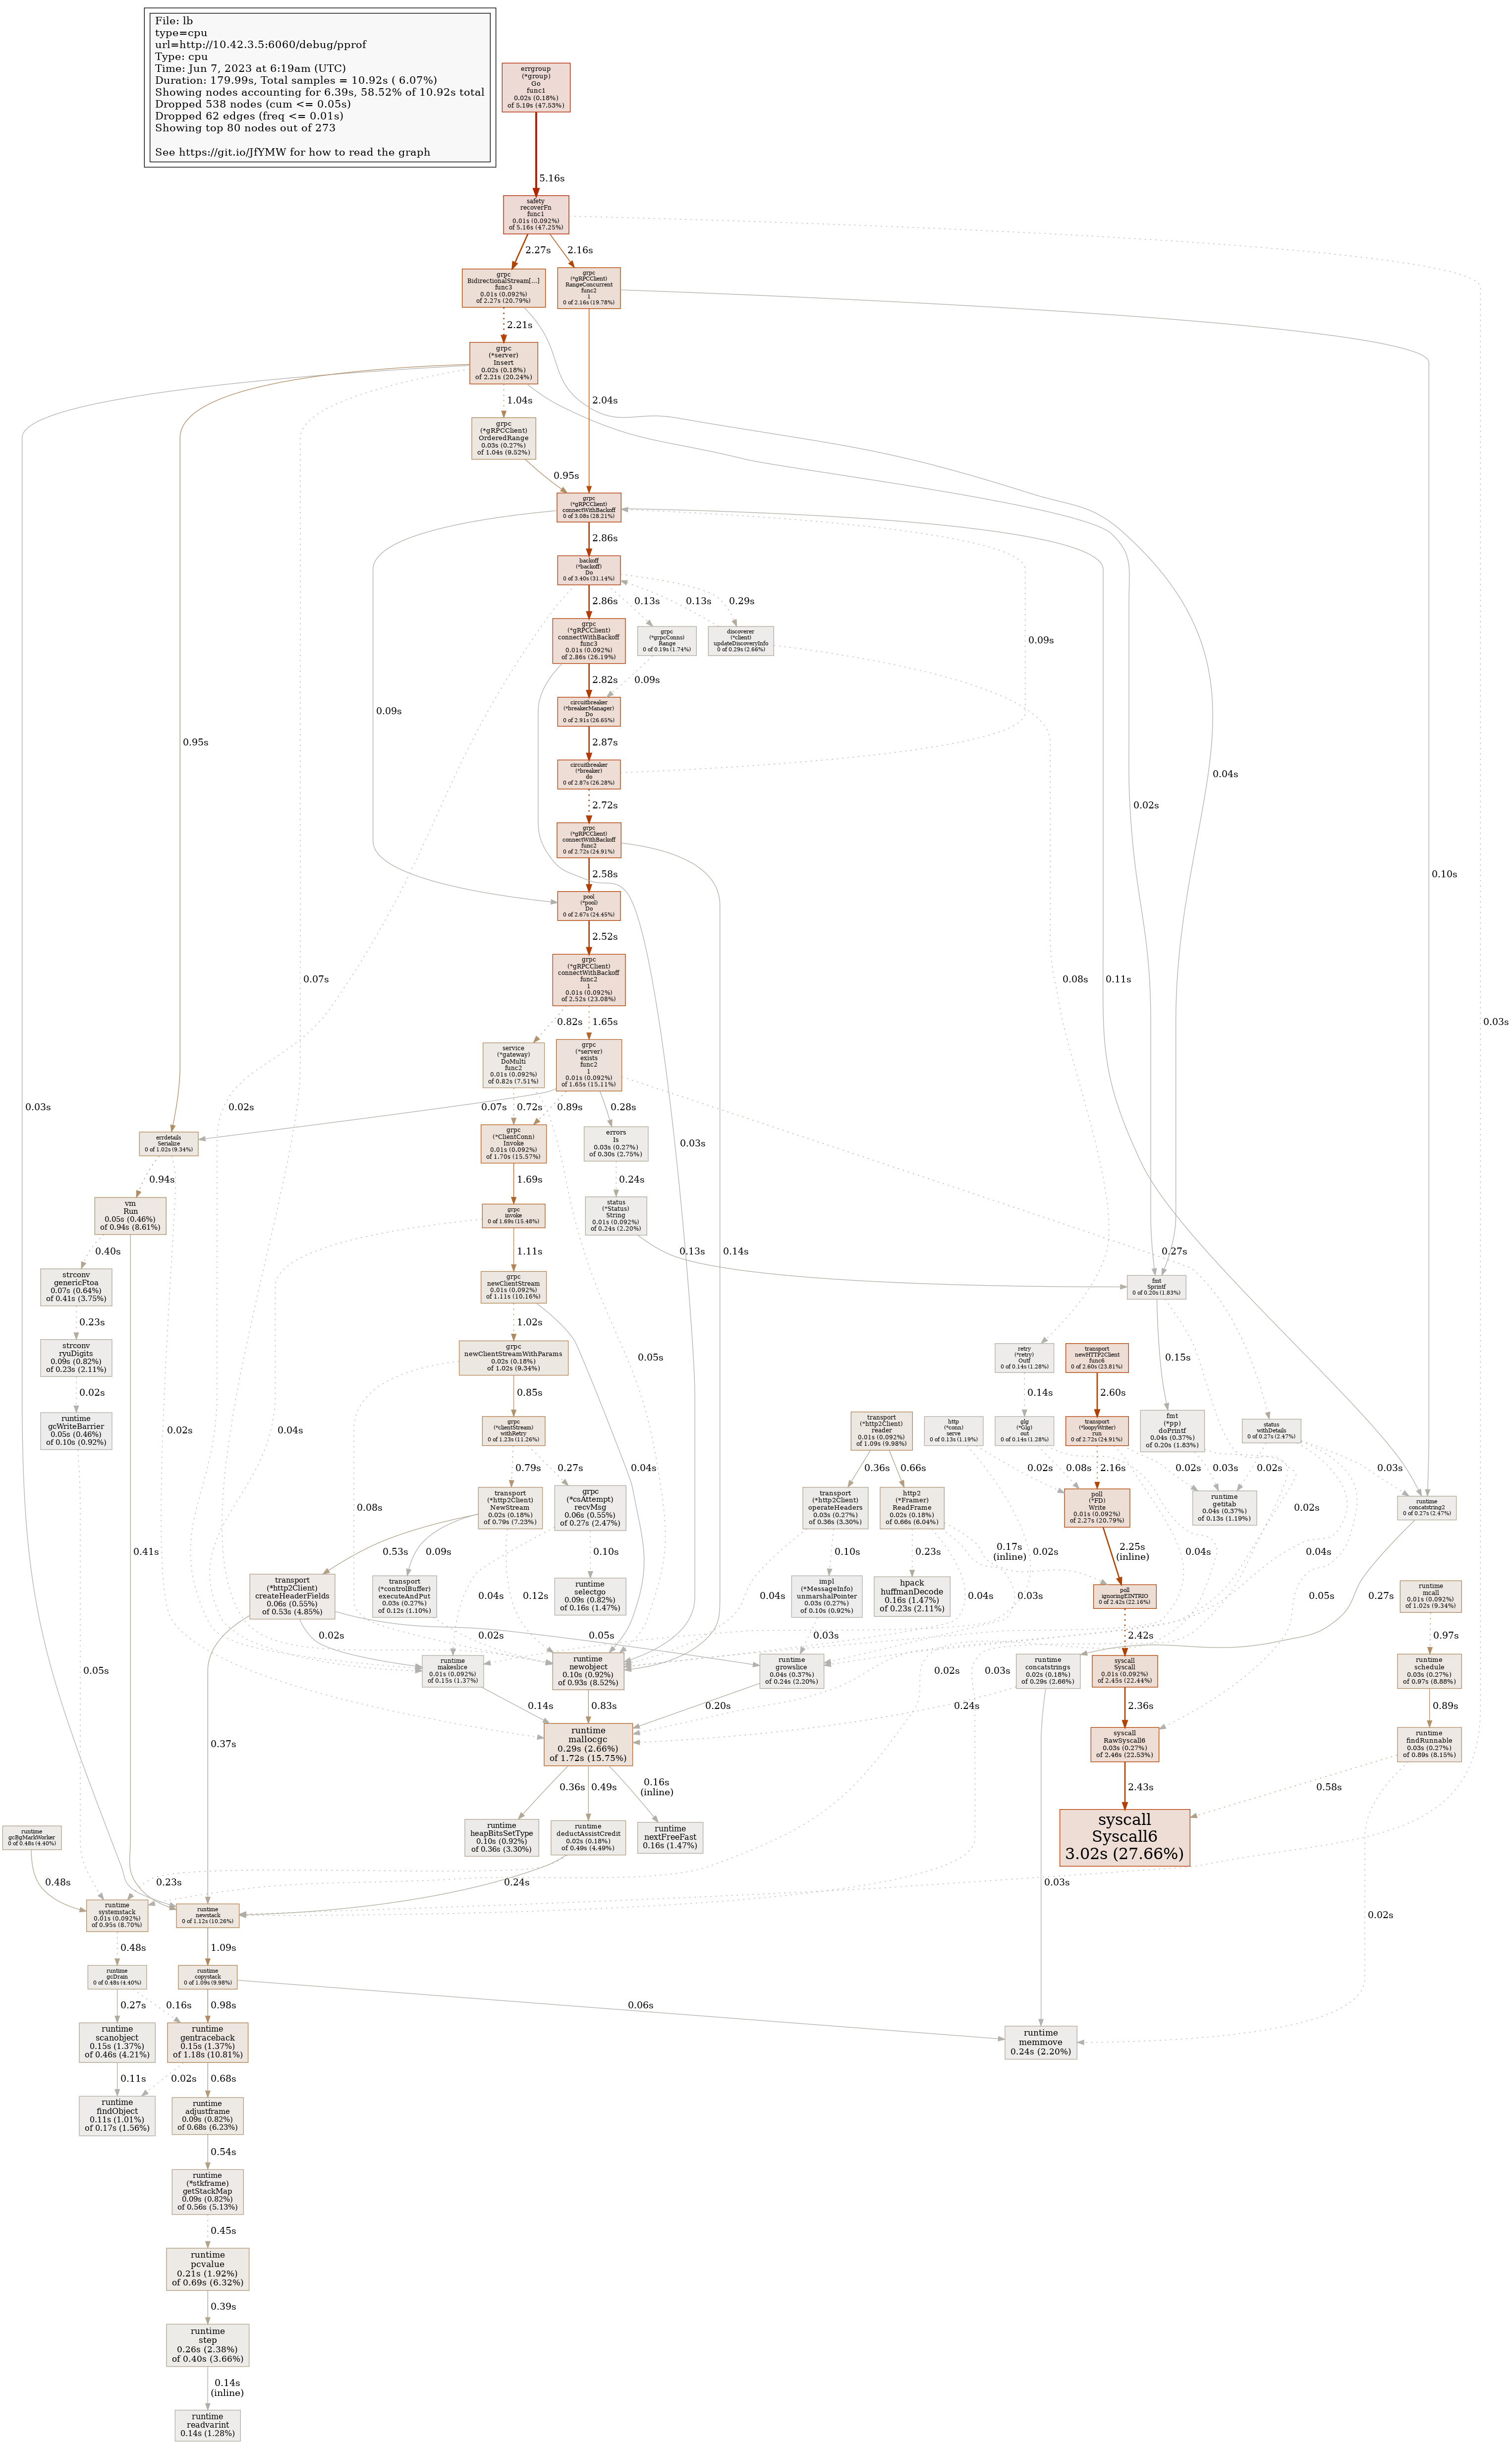 File: lb
type=cpu
url=http://10.42.3.5:6060/debug/pprof
Type: cpu
Time: Jun 7, 2023 at 6:19am (UTC)
Duration: 179.99s, Total samples = 10.92s ( 6.07%)
Showing nodes accounting for 6.39s, 58.52% of 10.92s total
Dropped 538 nodes (cum <= 0.05s)
Dropped 62 edges (freq <= 0.01s)
Showing top 80 nodes out of 273
See https://git.io/JfYMW for how to read the graph
errgroup
(*group)
Go
func1
0.02s (0.18%)
of 5.19s (47.53%)
5.16s
safety
recoverFn
func1
0.01s (0.092%)
of 5.16s (47.25%)
2.27s
2.16s
grpc
BidirectionalStream[...]
func3
0.01s (0.092%)
of 2.27s (20.79%)
grpc
(*gRPCClient)
RangeConcurrent
func2
1
0 of 2.16s (19.78%)
2.21s
grpc
(*server)
Insert
0.02s (0.18%)
of 2.21s (20.24%)
1.04s
2.04s
grpc
(*gRPCClient)
OrderedRange
0.03s (0.27%)
of 1.04s (9.52%)
0.95s
grpc
(*gRPCClient)
connectWithBackoff
0 of 3.08s (28.21%)
2.86s
backoff
(*backoff)
Do
0 of 3.40s (31.14%)
2.86s
0.13s
0.13s
0.29s
grpc
(*gRPCClient)
connectWithBackoff
func3
0.01s (0.092%)
of 2.86s (26.19%)
grpc
(*grpcConns)
Range
0 of 0.19s (1.74%)
discoverer
(*client)
updateDiscoveryInfo
0 of 0.29s (2.66%)
0.09s
2.82s
0.09s
circuitbreaker
(*breakerManager)
Do
0 of 2.91s (26.65%)
0.09s
0.95s
2.87s
0.04s
circuitbreaker
(*breaker)
do
0 of 2.87s (26.28%)
2.72s
0.02s
grpc
(*gRPCClient)
connectWithBackoff
func2
0 of 2.72s (24.91%)
2.58s
0.10s
pool
(*pool)
Do
0 of 2.67s (24.45%)
2.52s
grpc
(*gRPCClient)
connectWithBackoff
func2
1
0.01s (0.092%)
of 2.52s (23.08%)
0.07s
0.08s
0.11s
0.82s
1.65s
0.03s
service
(*gateway)
DoMulti
func2
0.01s (0.092%)
of 0.82s (7.51%)
grpc
(*server)
exists
func2
1
0.01s (0.092%)
of 1.65s (15.11%)
0.03s
0.02s
0.07s
0.72s
0.89s
0.28s
errdetails
Serialize
0 of 1.02s (9.34%)
grpc
(*ClientConn)
Invoke
0.01s (0.092%)
of 1.70s (15.57%)
errors
Is
0.03s (0.27%)
of 0.30s (2.75%)
0.03s
0.94s
1.69s
0.24s
vm
Run
0.05s (0.46%)
of 0.94s (8.61%)
grpc
invoke
0 of 1.69s (15.48%)
status
(*Status)
String
0.01s (0.092%)
of 0.24s (2.20%)
0.40s
1.11s
0.13s
0.14s
0.27s
strconv
genericFtoa
0.07s (0.64%)
of 0.41s (3.75%)
grpc
newClientStream
0.01s (0.092%)
of 1.11s (10.16%)
fmt
Sprintf
0 of 0.20s (1.83%)
0.23s
1.02s
strconv
ryuDigits
0.09s (0.82%)
of 0.23s (2.11%)
grpc
newClientStreamWithParams
0.02s (0.18%)
of 1.02s (9.34%)
0.05s
retry
(*retry)
Outf
0 of 0.14s (1.28%)
transport
newHTTP2Client
func6
0 of 2.60s (23.81%)
0.15s
0.02s
0.85s
0.14s
2.60s
runtime
gcWriteBarrier
0.05s (0.46%)
of 0.10s (0.92%)
0.02s
0.04s
grpc
(*clientStream)
withRetry
0 of 1.23s (11.26%)
transport
(*http2Client)
reader
0.01s (0.092%)
of 1.09s (9.98%)
http
(*conn)
serve
0 of 0.13s (1.19%)
glg
(*Glg)
out
0 of 0.14s (1.28%)
transport
(*loopyWriter)
run
0 of 2.72s (24.91%)
fmt
(*pp)
doPrintf
0.04s (0.37%)
of 0.20s (1.83%)
status
withDetails
0 of 0.27s (2.47%)
0.79s
0.27s
0.04s
0.36s
0.66s
0.02s
0.08s
2.16s
0.02s
0.03s
0.02s
0.03s
0.08s
transport
(*http2Client)
NewStream
0.02s (0.18%)
of 0.79s (7.23%)
grpc
(*csAttempt)
recvMsg
0.06s (0.55%)
of 0.27s (2.47%)
transport
(*http2Client)
operateHeaders
0.03s (0.27%)
of 0.36s (3.30%)
http2
(*Framer)
ReadFrame
0.02s (0.18%)
of 0.66s (6.04%)
poll
(*FD)
Write
0.01s (0.092%)
of 2.27s (20.79%)
runtime
getitab
0.04s (0.37%)
of 0.13s (1.19%)
runtime
concatstring2
0 of 0.27s (2.47%)
0.02s
0.41s
0.53s
0.09s
0.10s
0.10s
0.23s
0.17s
(inline)
0.02s
2.25s
(inline)
0.04s
0.04s
transport
(*http2Client)
createHeaderFields
0.06s (0.55%)
of 0.53s (4.85%)
transport
(*controlBuffer)
executeAndPut
0.03s (0.27%)
of 0.12s (1.10%)
0.04s
0.12s
runtime
selectgo
0.09s (0.82%)
of 0.16s (1.47%)
0.04s
impl
(*MessageInfo)
unmarshalPointer
0.03s (0.27%)
of 0.10s (0.92%)
hpack
huffmanDecode
0.16s (1.47%)
of 0.23s (2.11%)
0.04s
0.03s
poll
ignoringEINTRIO
0 of 2.42s (22.16%)
0.05s
0.27s
runtime
mcall
0.01s (0.092%)
of 1.02s (9.34%)
0.02s
0.02s
0.05s
0.03s
2.42s
0.97s
0.05s
runtime
makeslice
0.01s (0.092%)
of 0.15s (1.37%)
runtime
newobject
0.10s (0.92%)
of 0.93s (8.52%)
runtime
growslice
0.04s (0.37%)
of 0.24s (2.20%)
0.02s
0.03s
runtime
concatstrings
0.02s (0.18%)
of 0.29s (2.66%)
syscall
Syscall
0.01s (0.092%)
of 2.45s (22.44%)
0.05s
runtime
schedule
0.03s (0.27%)
of 0.97s (8.88%)
0.14s
0.83s
0.20s
0.24s
2.36s
0.89s
0.37s
runtime
mallocgc
0.29s (2.66%)
of 1.72s (15.75%)
syscall
RawSyscall6
0.03s (0.27%)
of 2.46s (22.53%)
runtime
findRunnable
0.03s (0.27%)
of 0.89s (8.15%)
0.36s
0.49s
0.16s
(inline)
2.43s
0.58s
runtime
gcBgMarkWorker
0 of 0.48s (4.40%)
runtime
heapBitsSetType
0.10s (0.92%)
of 0.36s (3.30%)
runtime
deductAssistCredit
0.02s (0.18%)
of 0.49s (4.49%)
runtime
nextFreeFast
0.16s (1.47%)
syscall
Syscall6
3.02s (27.66%)
0.48s
0.23s
0.24s
0.03s
runtime
systemstack
0.01s (0.092%)
of 0.95s (8.70%)
runtime
newstack
0 of 1.12s (10.26%)
0.02s
0.48s
1.09s
runtime
gcDrain
0 of 0.48s (4.40%)
runtime
copystack
0 of 1.09s (9.98%)
0.27s
0.16s
0.98s
0.06s
runtime
scanobject
0.15s (1.37%)
of 0.46s (4.21%)
runtime
gentraceback
0.15s (1.37%)
of 1.18s (10.81%)
runtime
memmove
0.24s (2.20%)
0.11s
0.02s
0.68s
runtime
findObject
0.11s (1.01%)
of 0.17s (1.56%)
runtime
adjustframe
0.09s (0.82%)
of 0.68s (6.23%)
0.54s
runtime
(*stkframe)
getStackMap
0.09s (0.82%)
of 0.56s (5.13%)
0.45s
runtime
pcvalue
0.21s (1.92%)
of 0.69s (6.32%)
0.39s
runtime
step
0.26s (2.38%)
of 0.40s (3.66%)
0.14s
(inline)
runtime
readvarint
0.14s (1.28%)